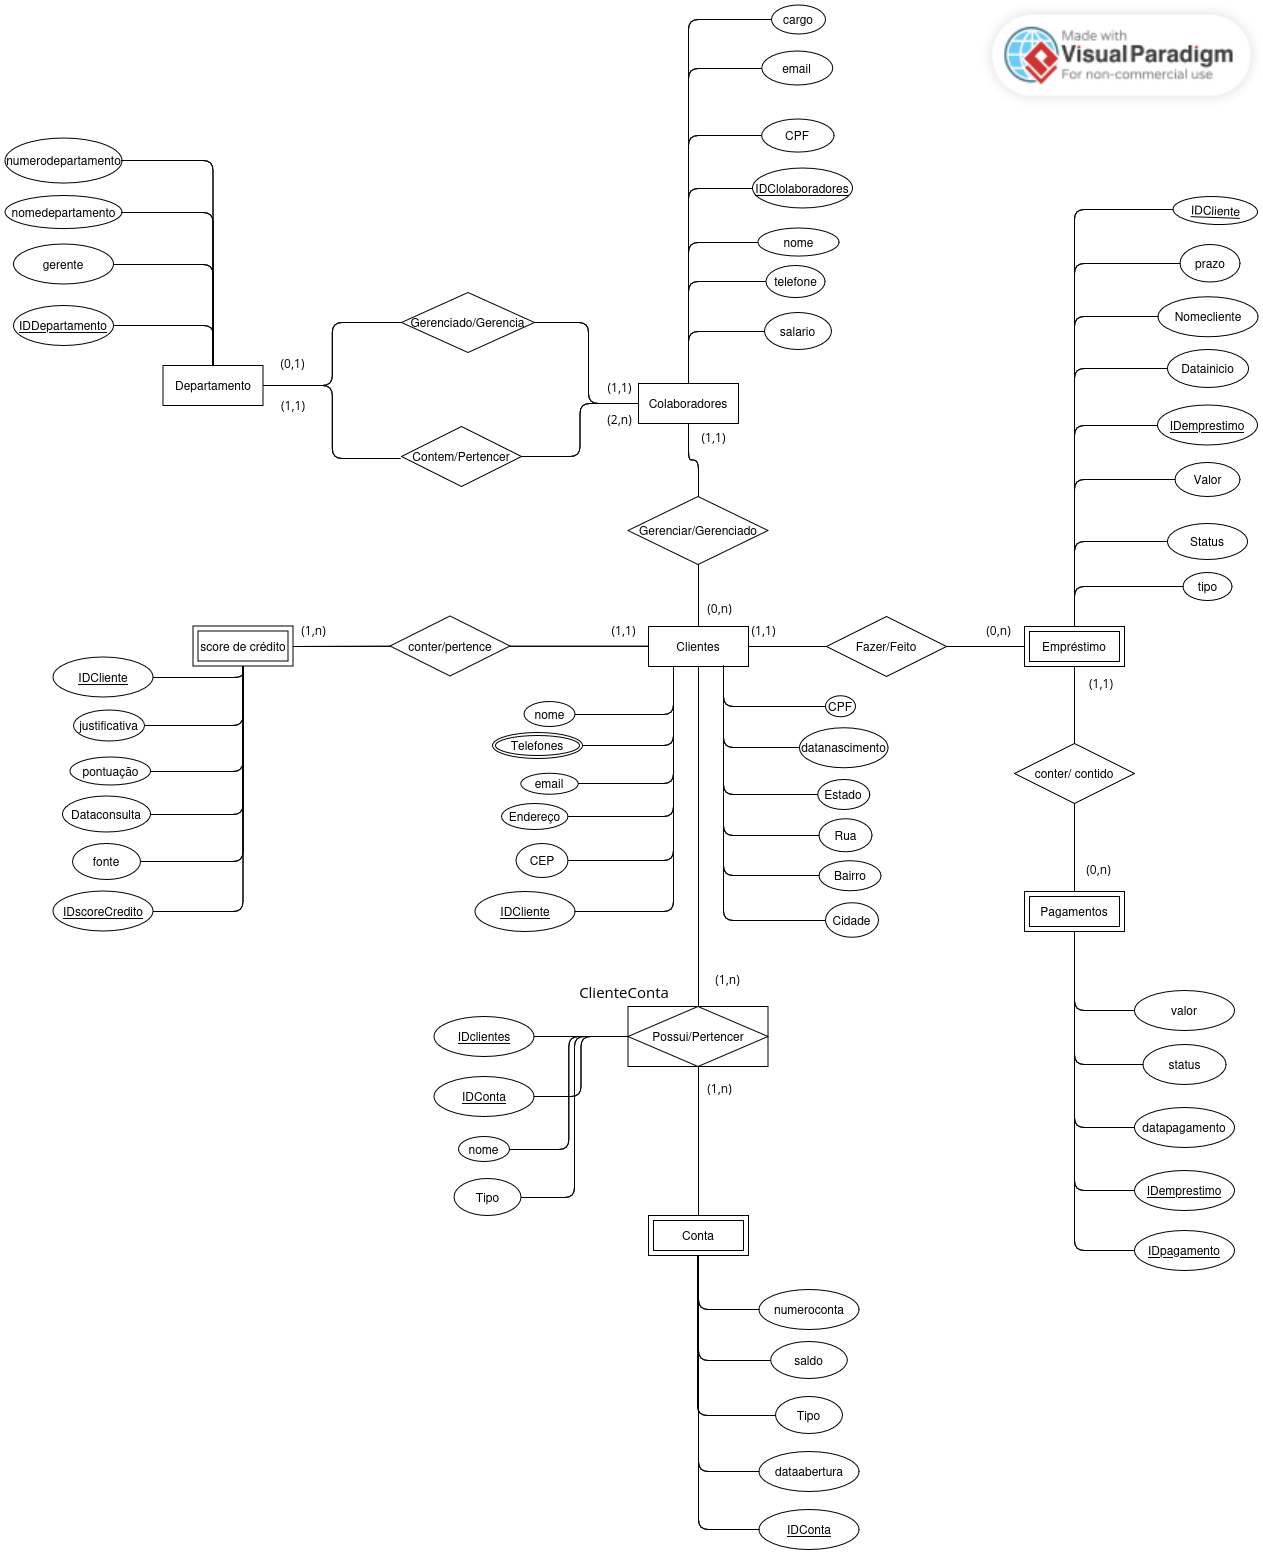 Made with
Visual Paradigm
For non-commercial use
cargo
email
CPF
IDClolaboradores
nome
telefone
salario
numerodepartamento
nomedepartamento
gerente
IDDepartamento
Departamento
(0,1)
(1,1)
Gerenciado/Gerencia
Contem/Pertencer
(1,1)
(2,n)
Colaboradores
(1,1)
Gerenciar/Gerenciado
(0,n)
IDCliente
prazo
Nomecliente
Datainicio
IDemprestimo
Valor
Status
tipo
score de crédito
(1,n)
conter/pertence
(1,1)
Clientes
(1,1)
Fazer/Feito
(0,n)
Empréstimo
(1,1)
IDCliente
justificativa
pontuação
Dataconsulta
fonte
IDscoreCredito
nome
Telefones
email
Endereço
CEP
IDCliente
CPF
datanascimento
Estado
Rua
Bairro
Cidade
conter/ contido
(0,n)
Pagamentos
valor
status
datapagamento
IDemprestimo
IDpagamento
(1,n)
ClienteConta
Possui/Pertencer
(1,n)
IDclientes
IDConta
nome
Tipo
Conta
numeroconta
saldo
Tipo
dataabertura
IDConta